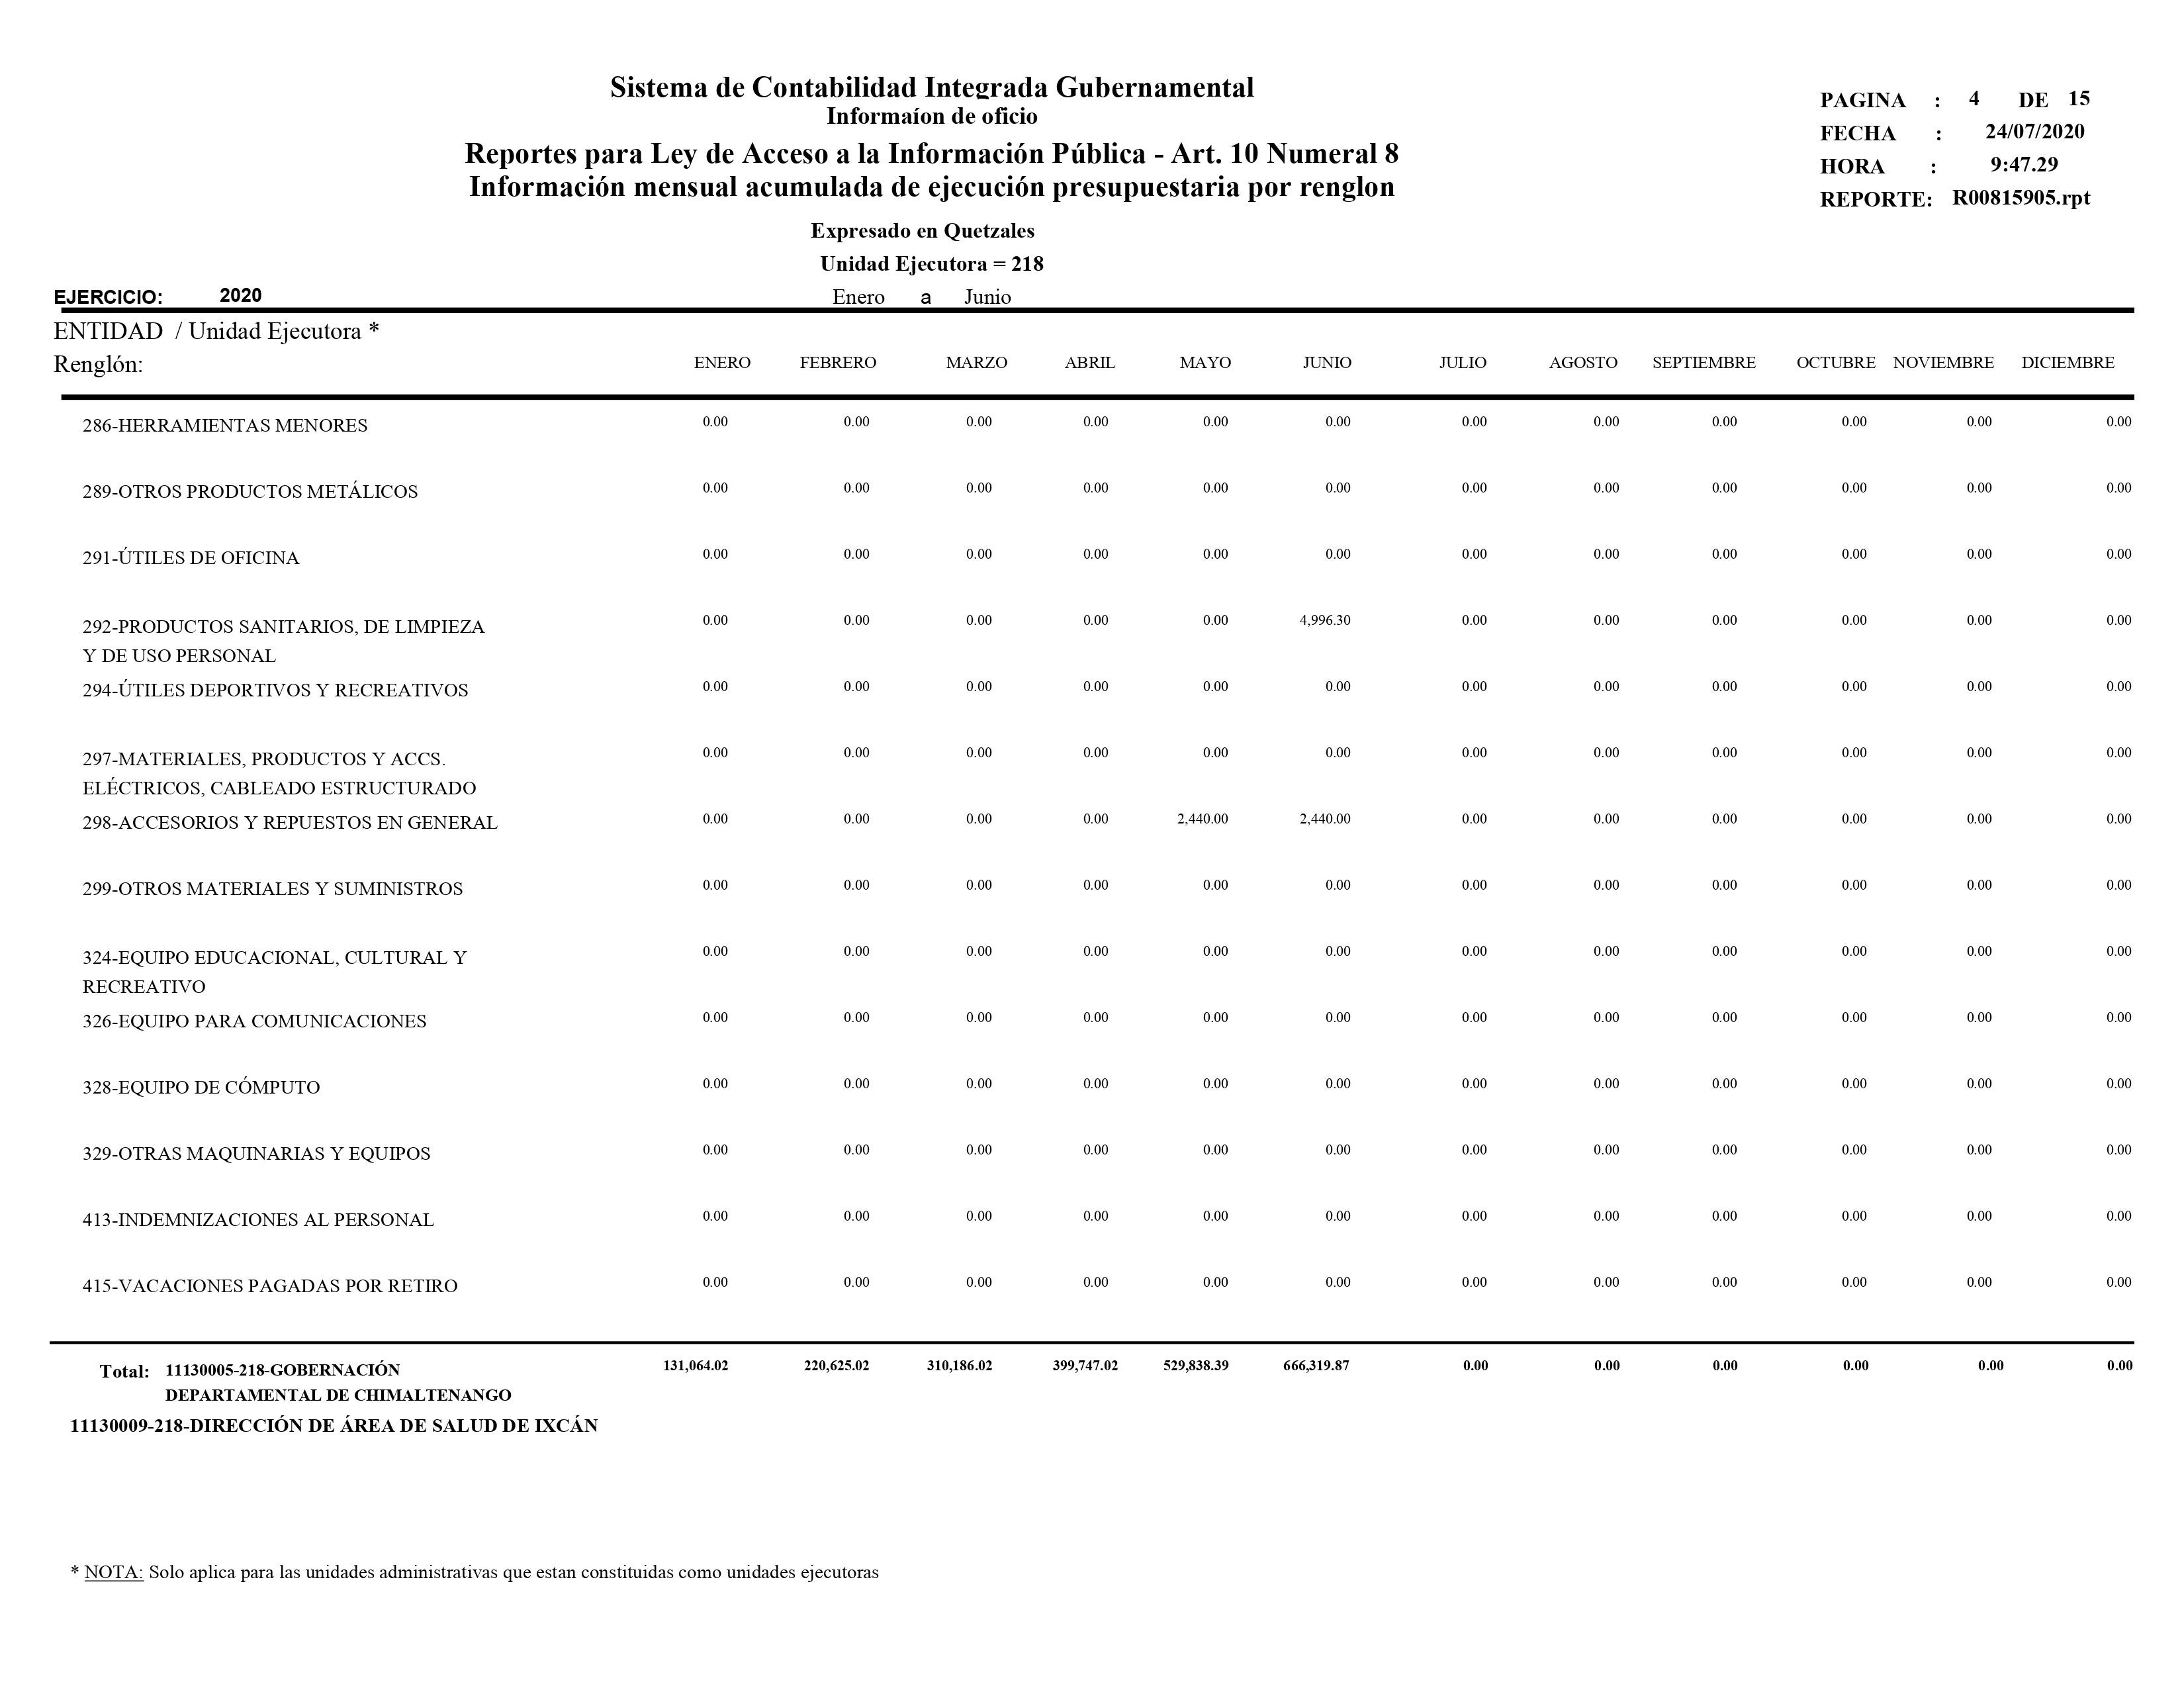 Sistema de Contabilidad Integrada Gubernamental
Informaíon de oficio
Reportes para Ley de Acceso a la Información Pública - Art. 10 Numeral 8
Información mensual acumulada de ejecución presupuestaria por renglon
Expresado en Quetzales
Unidad Ejecutora = 218
PAGINA : 4 DE 15
FECHA : 24/07/2020
HORA : 9:47.29
REPORTE: R00815905.rpt
EJERCICIO: 2020 Enero a Junio
ENTIDAD / Unidad Ejecutora *
Renglón: ENERO FEBRERO MARZO ABRIL MAYO JUNIO JULIO AGOSTO SEPTIEMBRE OCTUBRE NOVIEMBRE DICIEMBRE
286-HERRAMIENTAS MENORES 0.00 0.00 0.00 0.00 0.00 0.00 0.00 0.00 0.00 0.00 0.00 0.00
289-OTROS PRODUCTOS METÁLICOS 0.00 0.00 0.00 0.00 0.00 0.00 0.00 0.00 0.00 0.00 0.00 0.00
291-ÚTILES DE OFICINA 0.00 0.00 0.00 0.00 0.00 0.00 0.00 0.00 0.00 0.00 0.00 0.00
292-PRODUCTOS SANITARIOS, DE LIMPIEZA 0.00 0.00 0.00 0.00 0.00 4,996.30 0.00 0.00 0.00 0.00 0.00 0.00
Y DE USO PERSONAL
294-ÚTILES DEPORTIVOS Y RECREATIVOS 0.00 0.00 0.00 0.00 0.00 0.00 0.00 0.00 0.00 0.00 0.00 0.00
297-MATERIALES, PRODUCTOS Y ACCS. 0.00 0.00 0.00 0.00 0.00 0.00 0.00 0.00 0.00 0.00 0.00 0.00
ELÉCTRICOS, CABLEADO ESTRUCTURADO
298-ACCESORIOS Y REPUESTOS EN GENERAL 0.00 0.00 0.00 0.00 2,440.00 2,440.00 0.00 0.00 0.00 0.00 0.00 0.00
299-OTROS MATERIALES Y SUMINISTROS 0.00 0.00 0.00 0.00 0.00 0.00 0.00 0.00 0.00 0.00 0.00 0.00
324-EQUIPO EDUCACIONAL, CULTURAL Y 0.00 0.00 0.00 0.00 0.00 0.00 0.00 0.00 0.00 0.00 0.00 0.00
RECREATIVO
326-EQUIPO PARA COMUNICACIONES 0.00 0.00 0.00 0.00 0.00 0.00 0.00 0.00 0.00 0.00 0.00 0.00
328-EQUIPO DE CÓMPUTO 0.00 0.00 0.00 0.00 0.00 0.00 0.00 0.00 0.00 0.00 0.00 0.00
329-OTRAS MAQUINARIAS Y EQUIPOS 0.00 0.00 0.00 0.00 0.00 0.00 0.00 0.00 0.00 0.00 0.00 0.00
413-INDEMNIZACIONES AL PERSONAL 0.00 0.00 0.00 0.00 0.00 0.00 0.00 0.00 0.00 0.00 0.00 0.00
415-VACACIONES PAGADAS POR RETIRO 0.00 0.00 0.00 0.00 0.00 0.00 0.00 0.00 0.00 0.00 0.00 0.00
Total: 11130005-218-GOBERNACIÓN 131,064.02 220,625.02 310,186.02 399,747.02 529,838.39 666,319.87 0.00 0.00 0.00 0.00 0.00 0.00
DEPARTAMENTAL DE CHIMALTENANGO
11130009-218-DIRECCIÓN DE ÁREA DE SALUD DE IXCÁN
* NOTA: Solo aplica para las unidades administrativas que estan constituidas como unidades ejecutoras